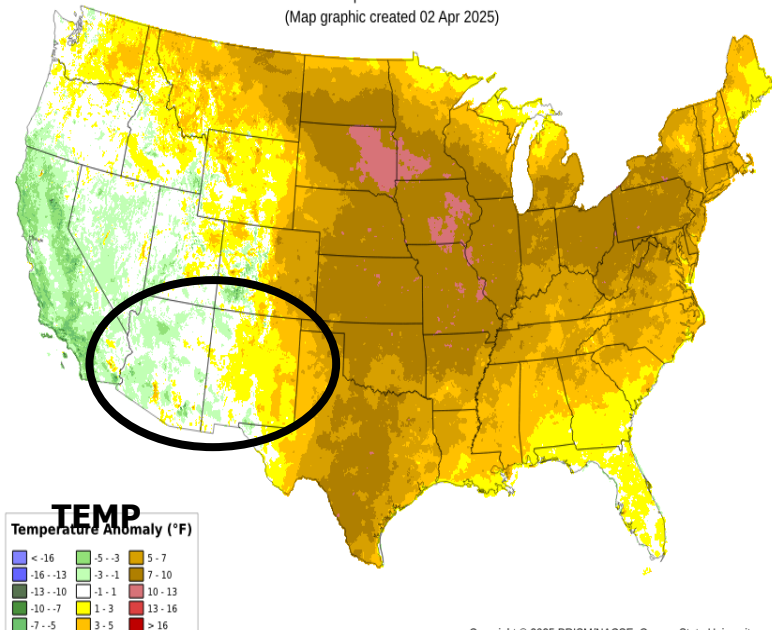 (Map graphic created 02 Apr 2025)
TEMP
Temperature Anomaly (°F)
< -16 -5 - -3 5 - 7
-16 - -13 -3 - -1 7 - 10
-13 - -10 -1 - 1 10 - 13
-10 - -7 1 - 3 13 - 16
-7 - -5 3 - 5 > 16